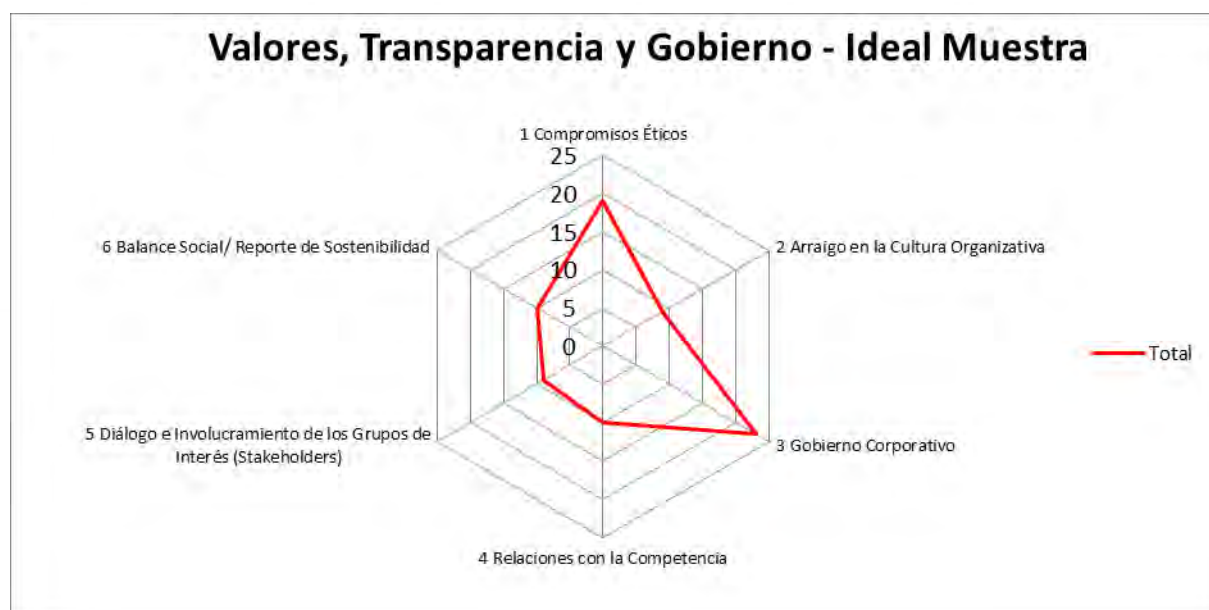 Valores, Transparencia y Gobierno - Ideal Muestra
1 Compromisos Éticos
25
20
15
10
5
0
2 Arraigo en la Cultura Organizativa
3 Gobierno Corporativo
4 Relaciones con la Competencia
5 Diálogo e Involucramiento de los Grupos de
Interés (Stakeholders)
6 Balance Social/ Reporte de Sostenibilidad
Total